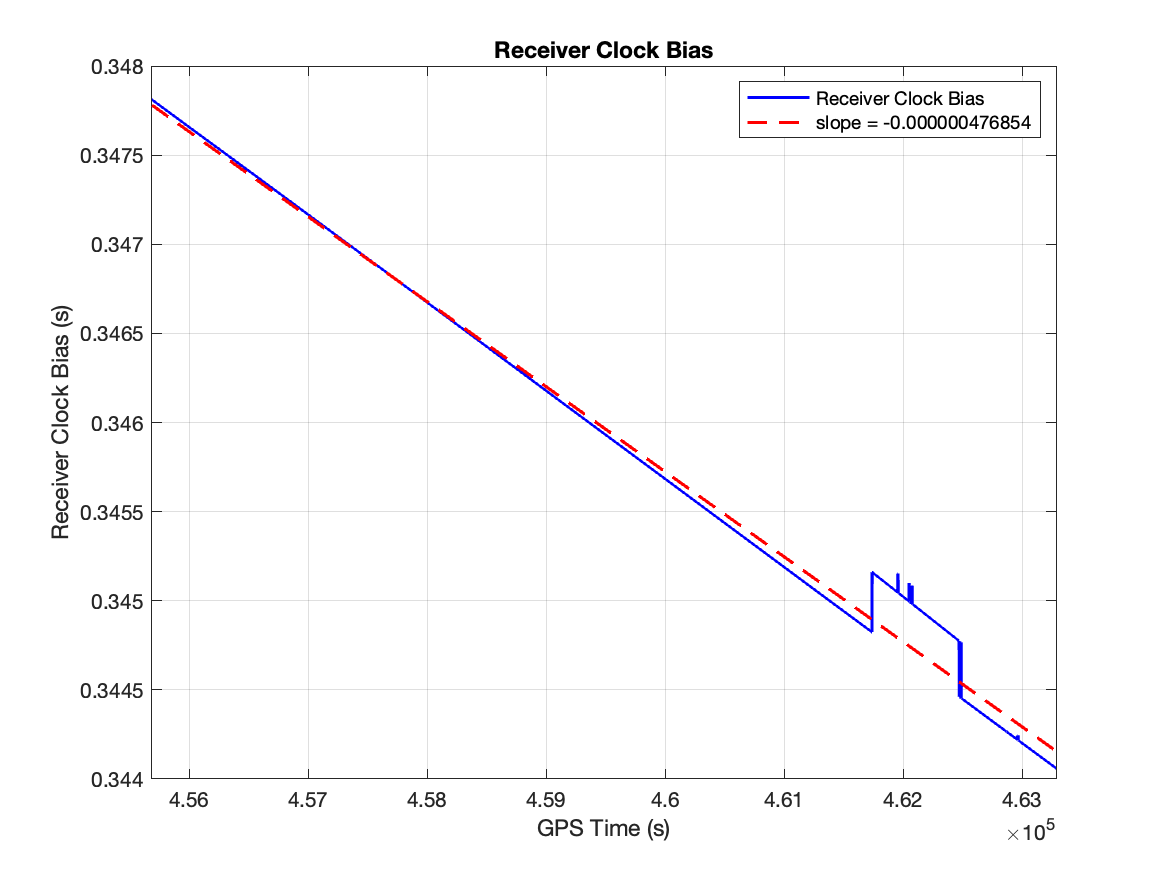 Receiver Clock Bias
0.348
0.3475
0.347
0.3465
0.346
0.3455
0.345
0.3445
0.344
Receiver Clock Bias (s)
Receiver Clock Bias
slope = -0.000000476854
4.56 4.57 4.58 4.59 4.6 4.61 4.62 4.63
GPS Time (s)
×10⁵